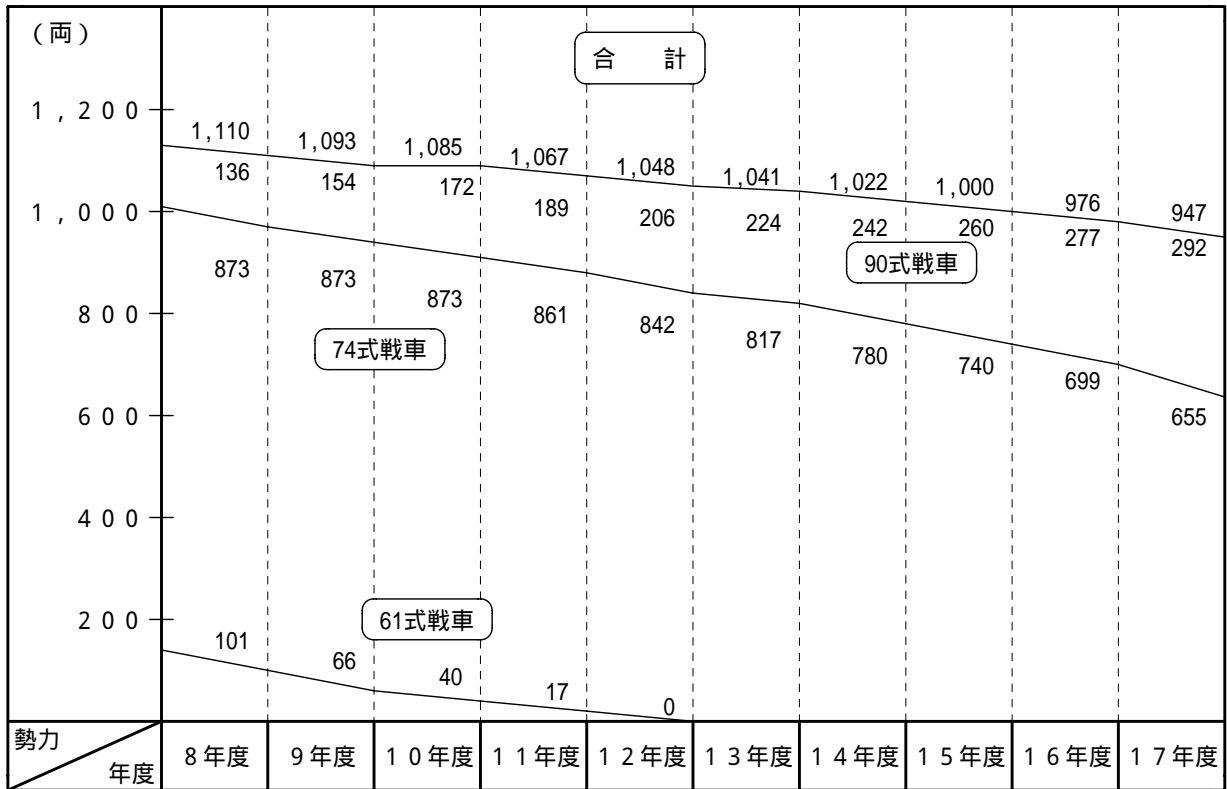 （両）
合　計
１，２００
1,110 1,093 1,085 1,067 1,048 1,041 1,022 1,000 976 947
136 154 172 189 206 224 242 260 277 292
１，０００
90式戦車
873 873 873 861 842 817 780 740 699 655
８００
74式戦車
６００
４００
２００
61式戦車
101 66 40 17 0
勢力
年度
８年度 ９年度 １０年度 １１年度 １２年度 １３年度 １４年度 １５年度 １６年度 １７年度